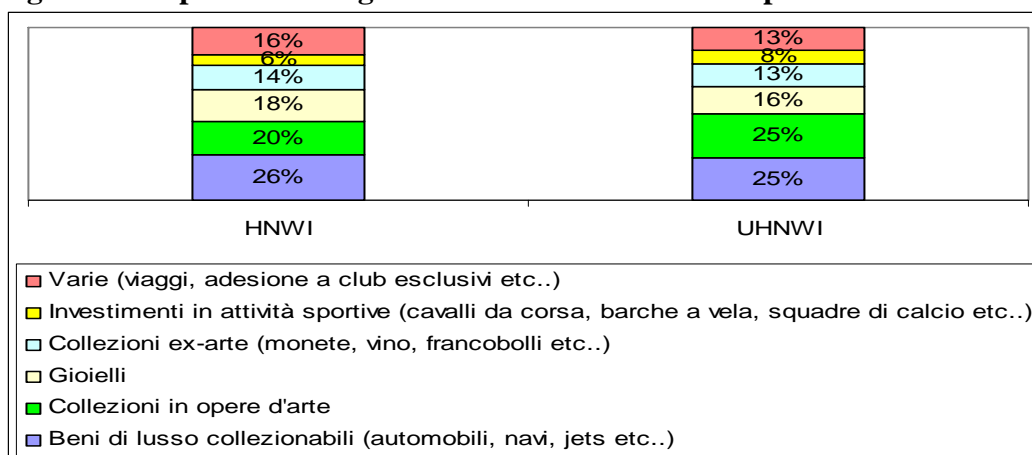 16% 13%
6% 8%
14% 13%
18% 16%
20% 25%
26% 25%
HNWI UHNWI
Varie (viaggi, adesione a club esclusivi etc..)
Investimenti in attività sportive (cavalli da corsa, barche a vela, squadre di calcio etc..)
Collezioni ex-arte (monete, vino, francobolli etc..)
Gioielli
Collezioni in opere d'arte
Beni di lusso collezionabili (automobili, navi, jets etc..)